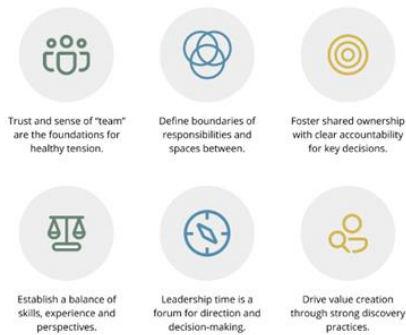 Trust and sense of “team”
are the foundations for
healthy tension.
Define boundaries of
responsibilities and
spaces between.
Foster shared ownership
with clear accountability
for key decisions.
Establish a balance of
skills, experience and
perspectives.
Leadership time is a
forum for direction and
decision-making.
Drive value creation
through strong discovery
practices.